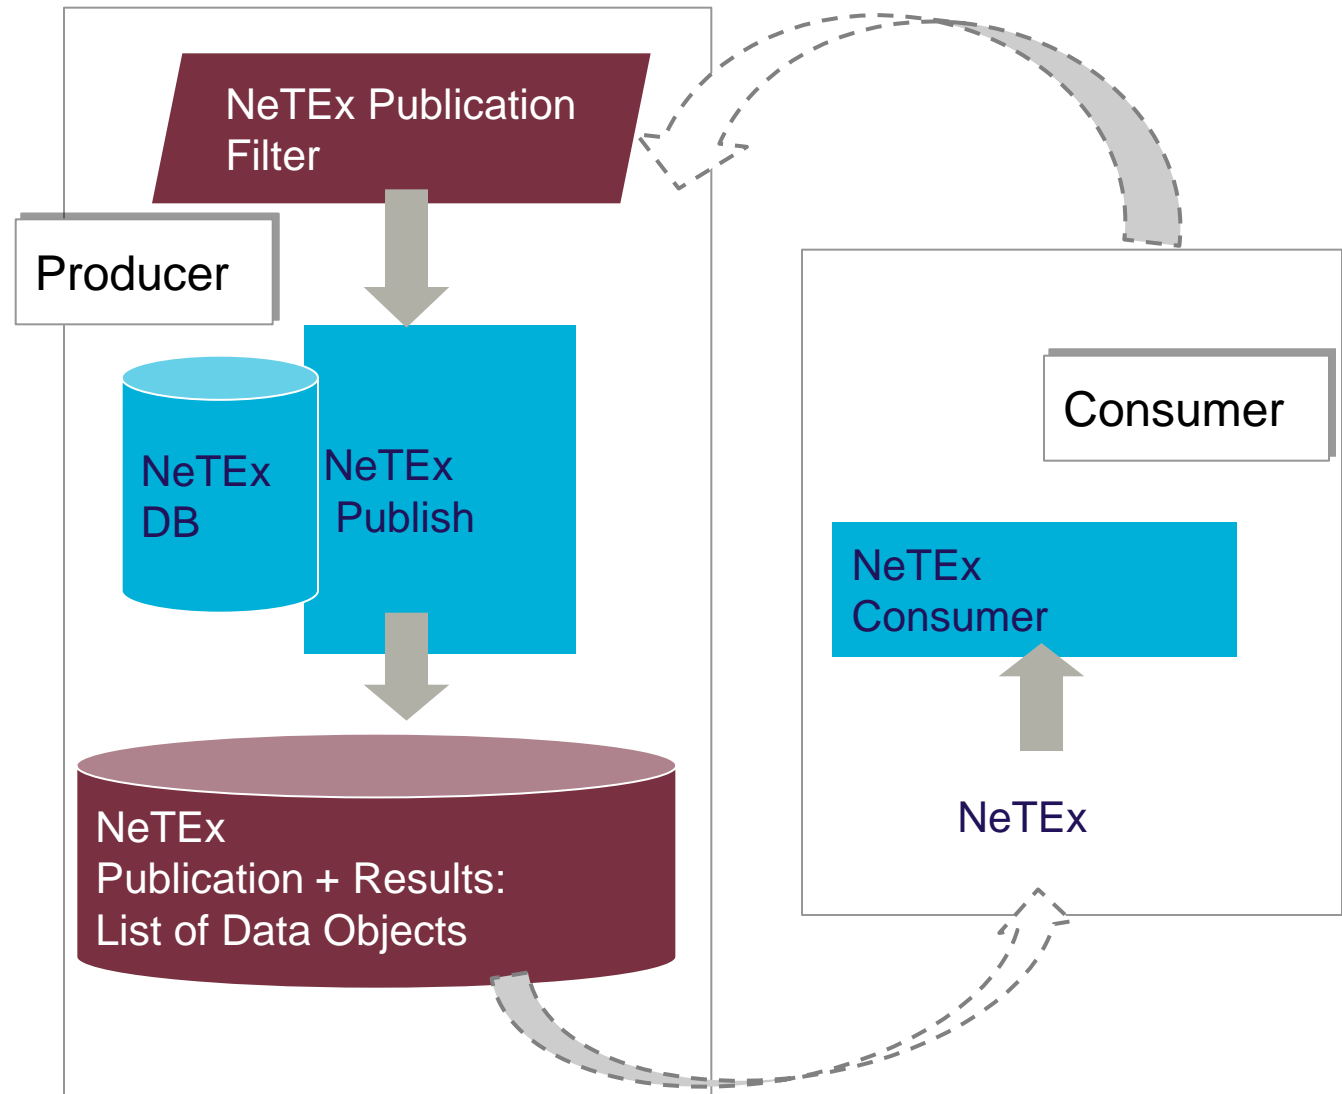 NeTEx Publication
Filter
Producer
NeTEx
DB
NeTEx
Publish
NeTEx
Publication + Results:
List of Data Objects
Consumer
NeTEx
Consumer
NeTEx